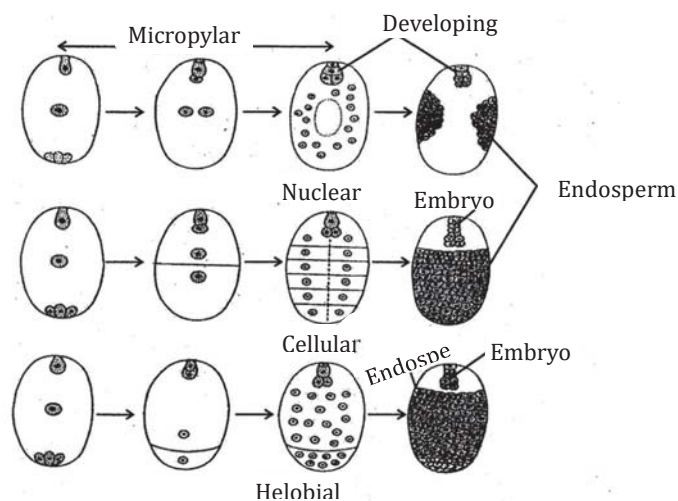 Micropylar
Developing
Nuclear
Embryo
Endosperm
Cellular
Endospe
Embryo
Helobial